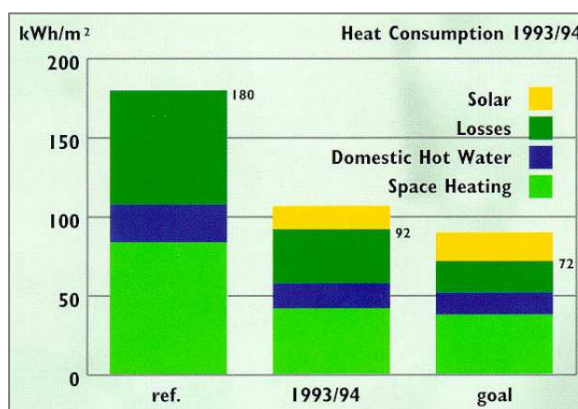 kWh/m²
Heat Consumption 1993/94
200
180
Solar
Losses
150
Domestic Hot Water
Space Heating
100
92
72
50
0
ref.
1993/94
goal